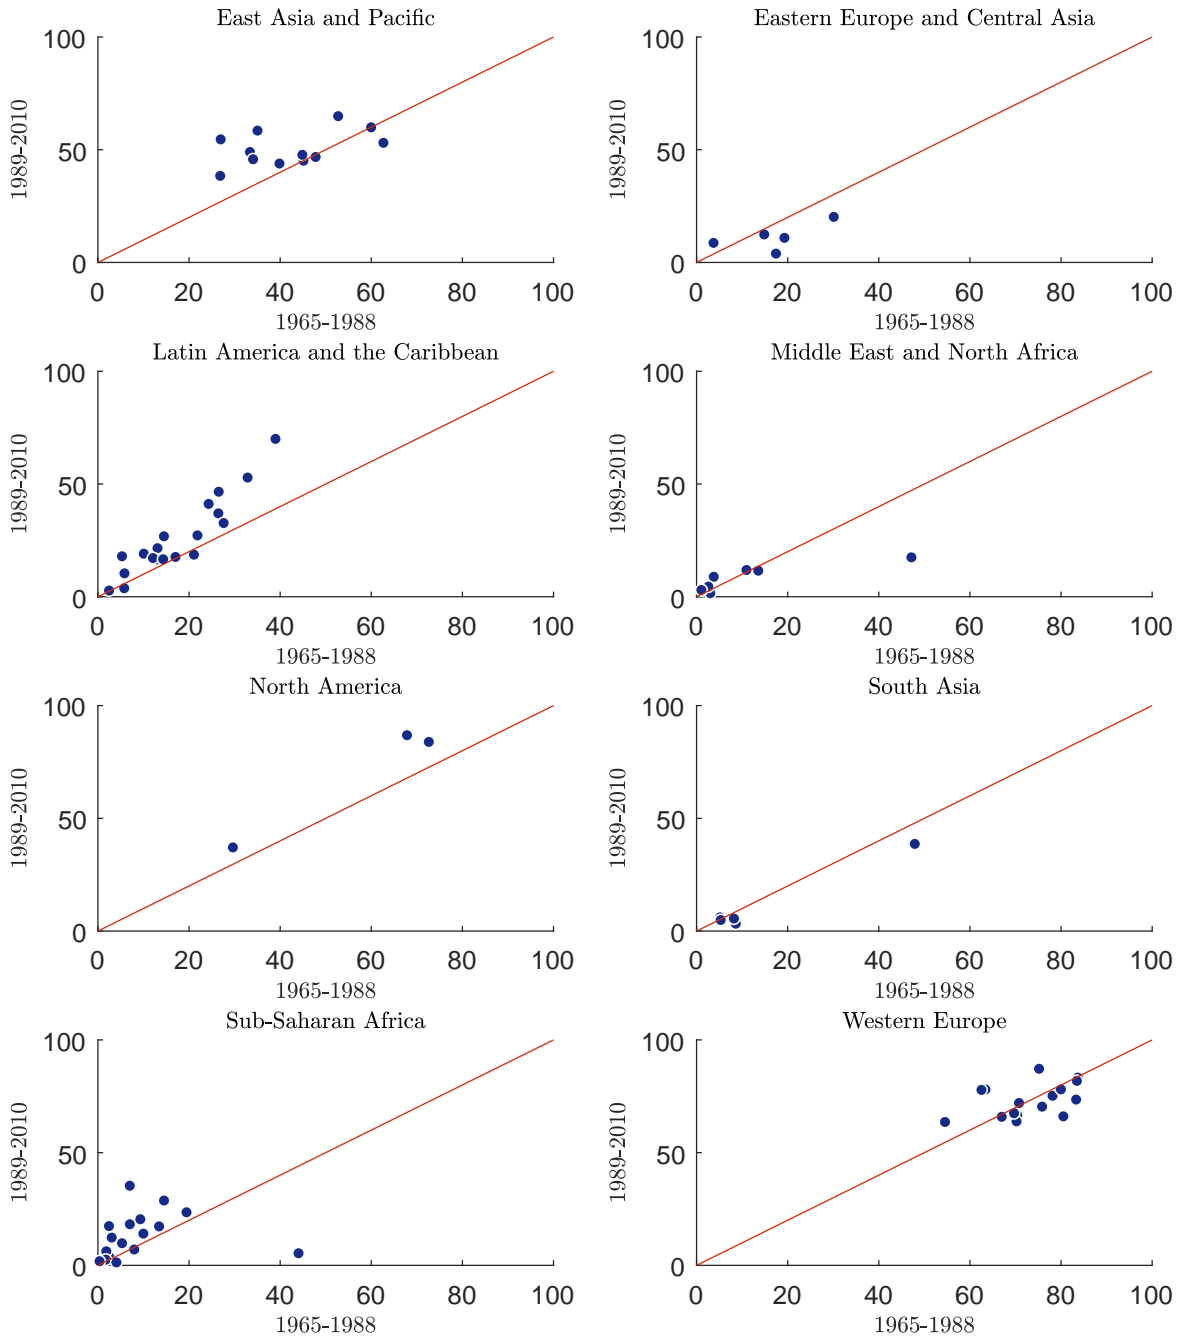 East Asia and Pacific
100
50
0
1989-2010
0 20 40 60 80 100
1965-1988
Eastern Europe and Central Asia
100
50
0
1989-2010
0 20 40 60 80 100
1965-1988
Latin America and the Caribbean
100
50
0
1989-2010
0 20 40 60 80 100
1965-1988
Middle East and North Africa
100
50
0
1989-2010
0 20 40 60 80 100
1965-1988
North America
100
50
0
1989-2010
0 20 40 60 80 100
1965-1988
South Asia
100
50
0
1989-2010
0 20 40 60 80 100
1965-1988
Sub-Saharan Africa
100
50
0
1989-2010
0 20 40 60 80 100
1965-1988
Western Europe
100
50
0
1989-2010
0 20 40 60 80 100
1965-1988